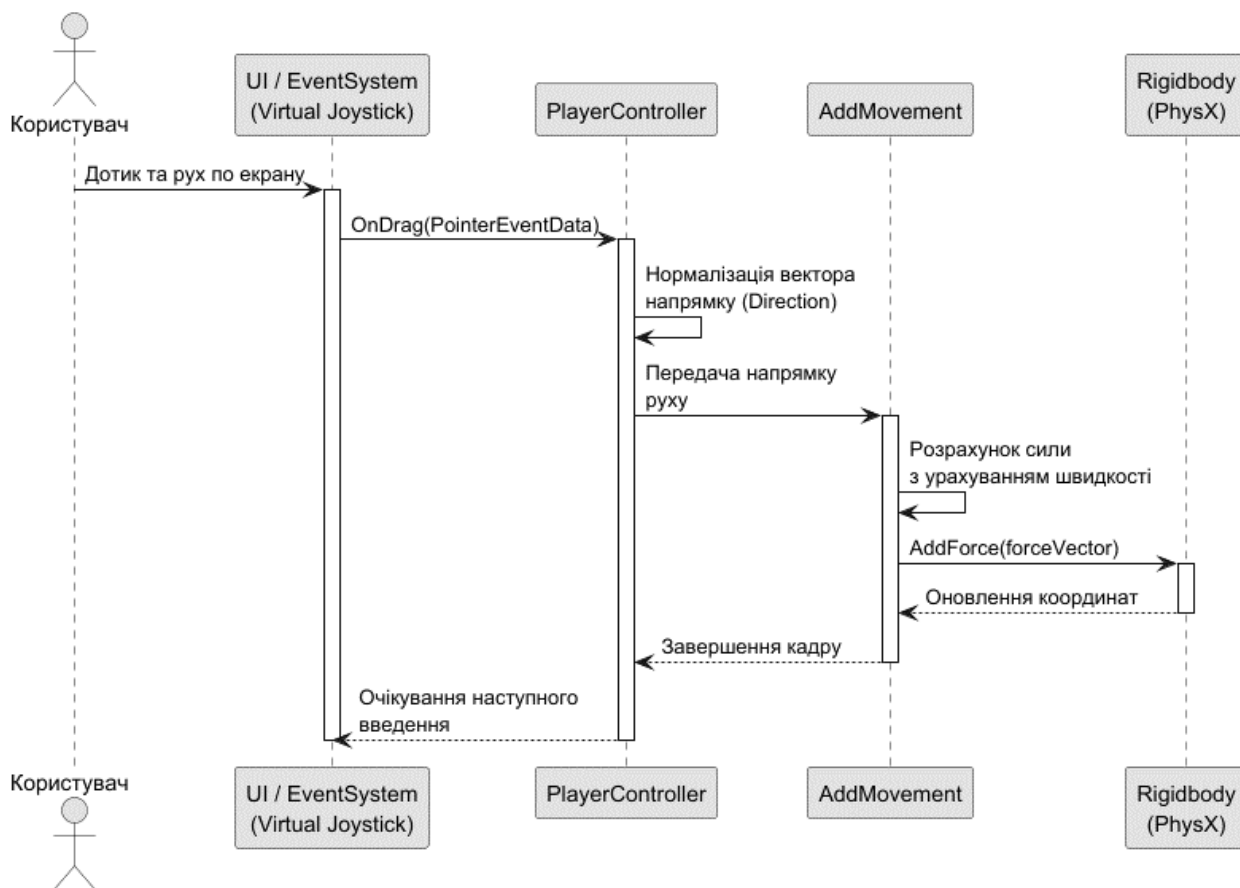 Користувач
UI / EventSystem
(Virtual Joystick)
PlayerController
AddMovement
Rigidbody
(PhysX)
Дотик та рух по екрану
OnDrag(PointerEventData)
Нормалізація вектора
напрямку (Direction)
Передача напрямку
руху
Розрахунок сили
з урахуванням швидкості
AddForce(forceVector)
Оновлення координат
Завершення кадру
Очікування наступного
введення
Користувач
UI / EventSystem
(Virtual Joystick)
PlayerController
AddMovement
Rigidbody
(PhysX)